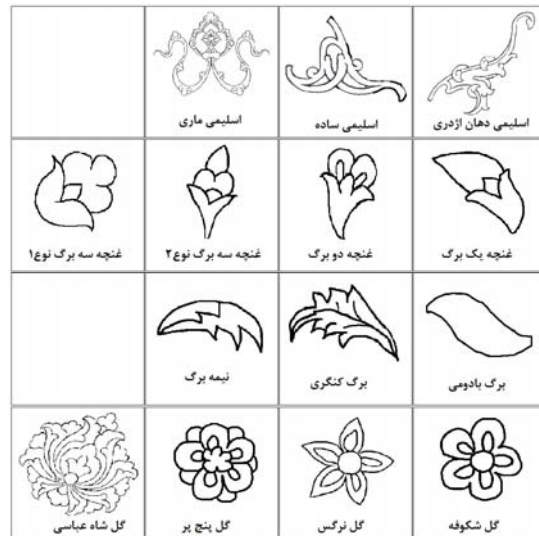 اسلیمی دهان اژدری
اسلیمی ساده
اسلیمی ماری
غنچه یک برگ
غنچه دو برگ
غنچه سه برگ نوع۲
غنچه سه برگ نوع۱
برگ بادومی
برگ کنگری
نیمه برگ
گل شکوفه
گل نرگس
گل پنج پر
گل شاه عباسی